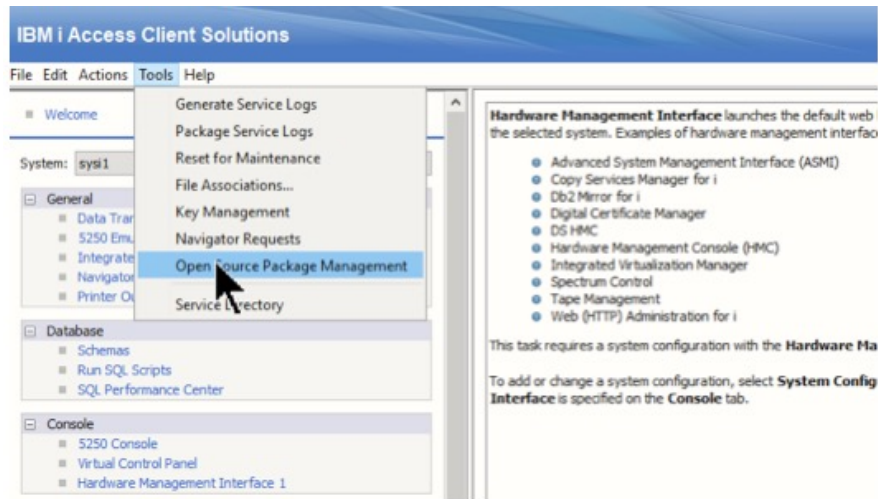 IBM i Access Client Solutions
File Edit Actions Tools Help
Welcome
System: sysi1
General
Data Tran
5250 Emu
Integrate
Navigator
Printer Ou
Database
Schemas
Run SQL Scripts
SQL Performance Center
Console
5250 Console
Virtual Control Panel
Hardware Management Interface 1
Generate Service Logs
Package Service Logs
Reset for Maintenance
File Associations...
Key Management
Navigator Requests
Open Source Package Management
Service Directory
Hardware Management Interface launches the default web
the selected system. Examples of hardware management interfac
Advanced System Management Interface (ASMI)
Copy Services Manager for i
Db2 Mirror for i
Digital Certificate Manager
DS HMC
Hardware Management Console (HMC)
Integrated Virtualization Manager
Spectrum Control
Tape Management
Web (HTTP) Administration for i
This task requires a system configuration with the Hardware Ma
To add or change a system configuration, select System Config
Interface is specified on the Console tab.